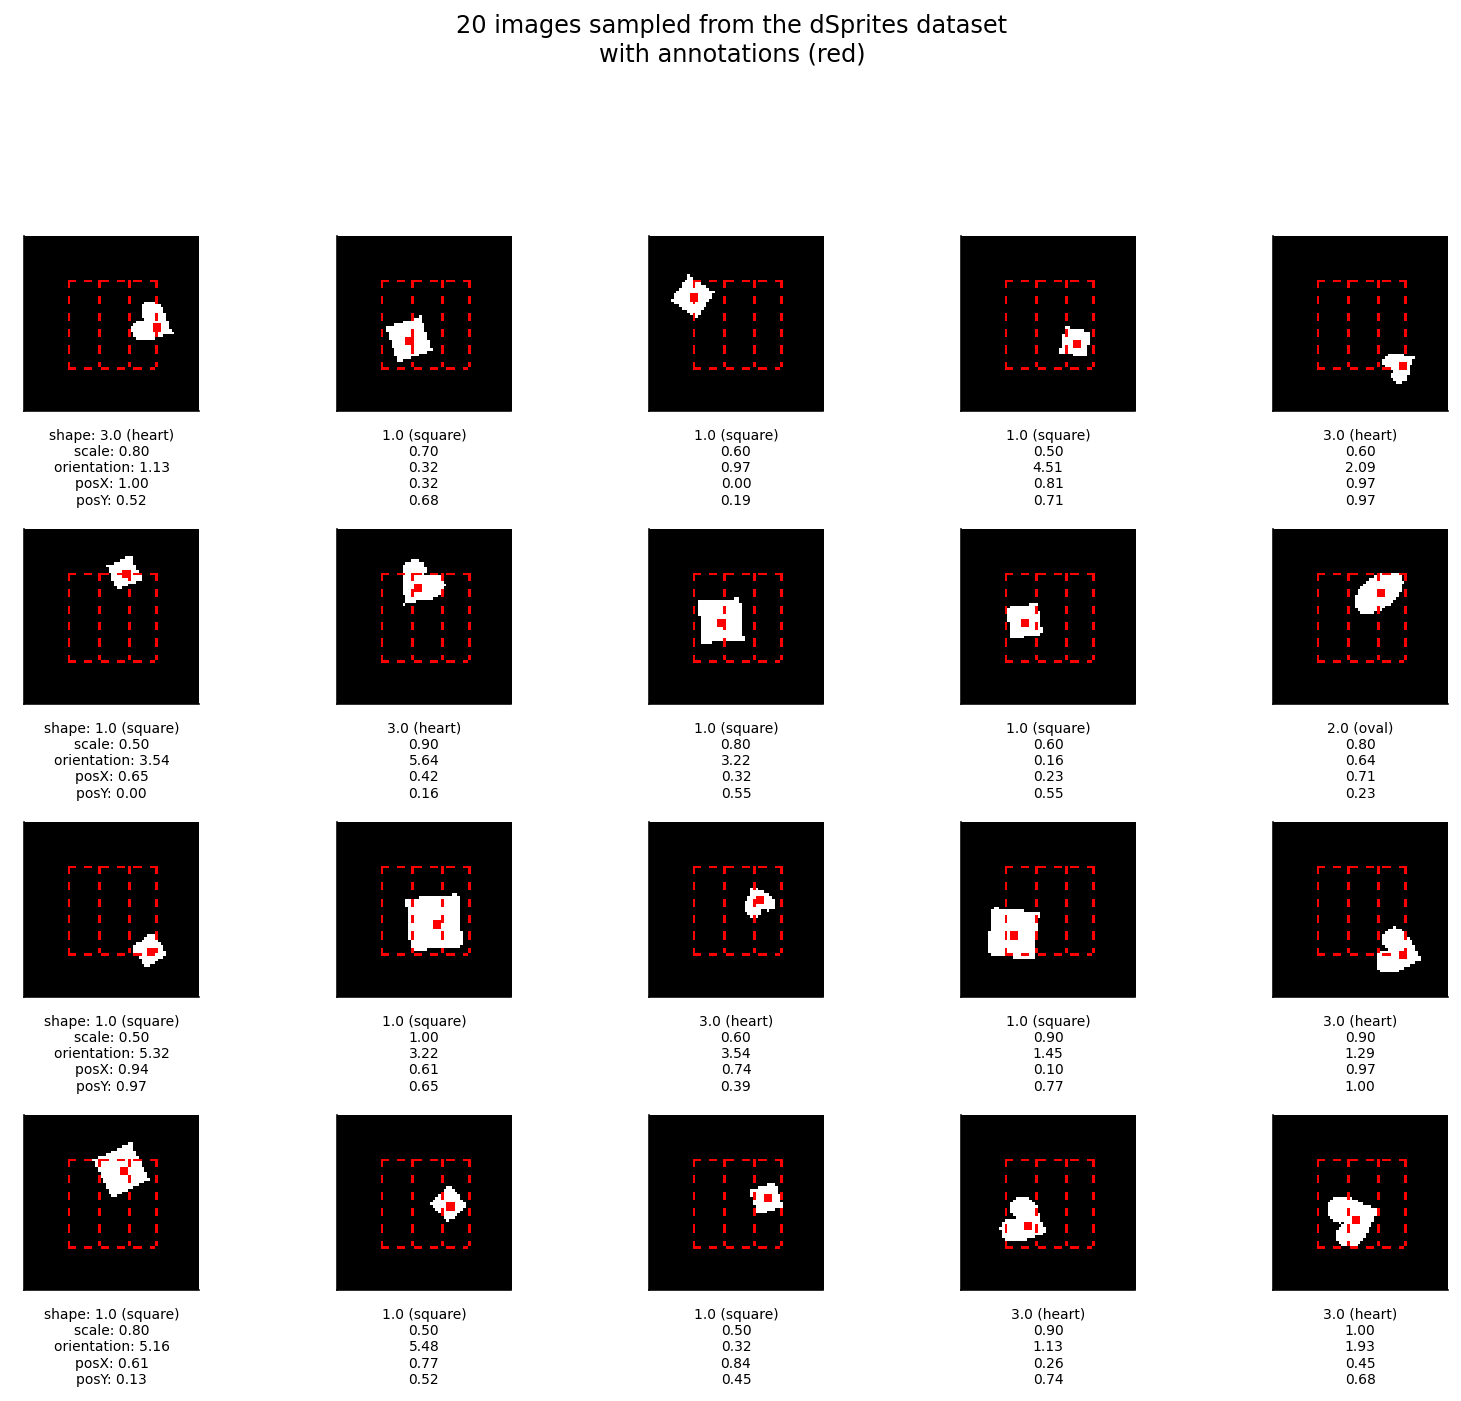 20 images sampled from the dSprites dataset
with annotations (red)
shape: 3.0 (heart)
scale: 0.80
orientation: 1.13
posX: 1.00
posY: 0.52
1.0 (square)
0.70
0.32
0.32
0.68
1.0 (square)
0.60
0.97
0.00
0.19
1.0 (square)
0.50
4.51
0.81
0.71
3.0 (heart)
0.60
2.09
0.97
0.97
shape: 1.0 (square)
scale: 0.50
orientation: 3.54
posX: 0.65
posY: 0.00
3.0 (heart)
0.90
5.64
0.42
0.16
1.0 (square)
0.80
3.22
0.32
0.55
1.0 (square)
0.60
0.16
0.23
0.55
2.0 (oval)
0.80
0.64
0.71
0.23
shape: 1.0 (square)
scale: 0.50
orientation: 5.32
posX: 0.94
posY: 0.97
1.0 (square)
1.00
3.22
0.61
0.65
3.0 (heart)
0.60
3.54
0.74
0.39
1.0 (square)
0.90
1.45
0.10
0.77
3.0 (heart)
0.90
1.29
0.97
1.00
shape: 1.0 (square)
scale: 0.80
orientation: 5.16
posX: 0.61
posY: 0.13
1.0 (square)
0.50
5.48
0.77
0.52
1.0 (square)
0.50
0.32
0.84
0.45
3.0 (heart)
0.90
1.13
0.26
0.74
3.0 (heart)
1.00
1.93
0.45
0.68